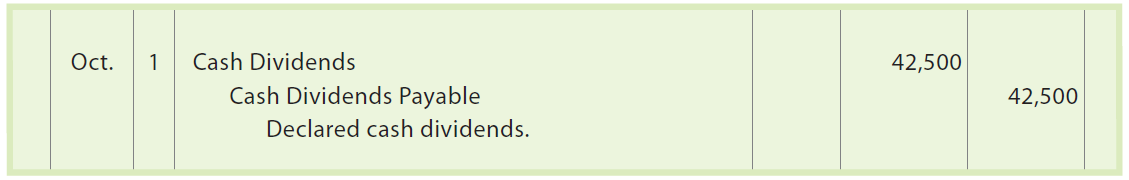 Oct. 1 Cash Dividends 42,500
Cash Dividends Payable 42,500
Declared cash dividends.